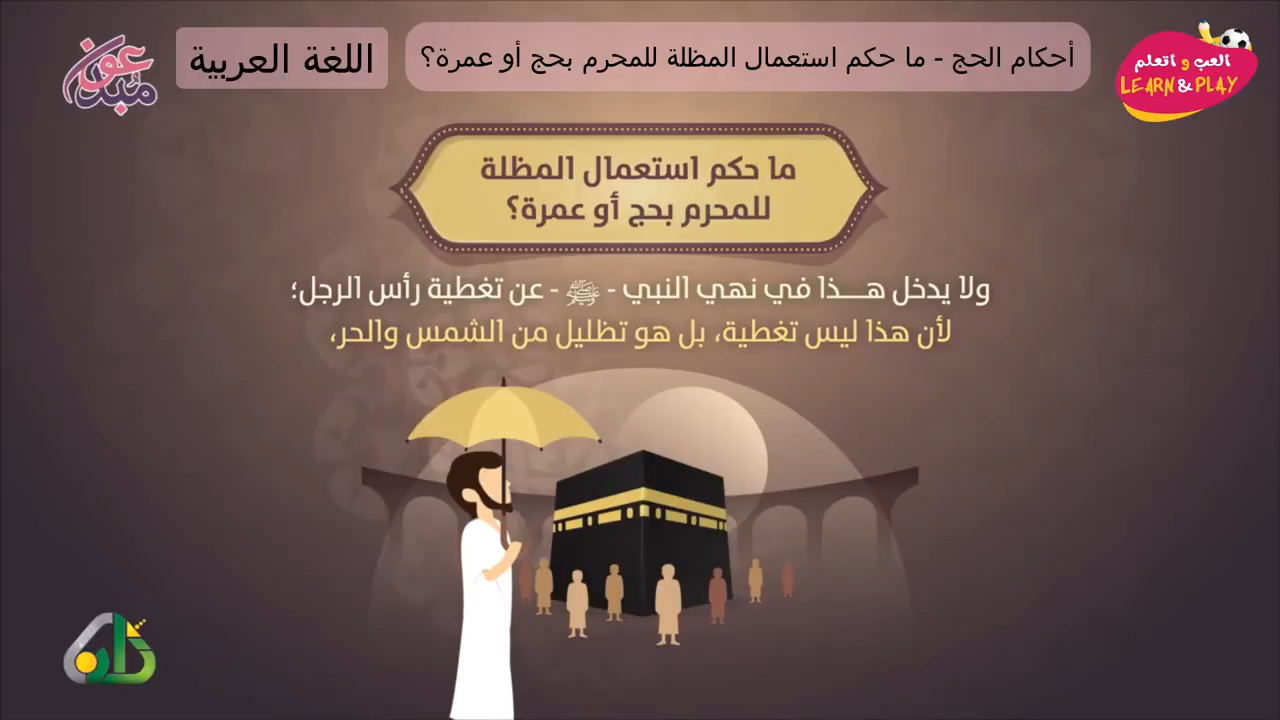 أحكام الحج - ما حكم استعمال المظلة للمحرم بحج أو عمرة؟
اللغة العربية
العب و اتعلم
LEARN & PLAY
ما حكم استعمال المظلة
للمحرم بحج أو عمرة؟
ولا يدخل هـــذا في نهي النبي - ﷺ - عن تغطية رأس الرجل؛
لأن هذا ليس تغطية، بل هو تظليل من الشمس والحر،